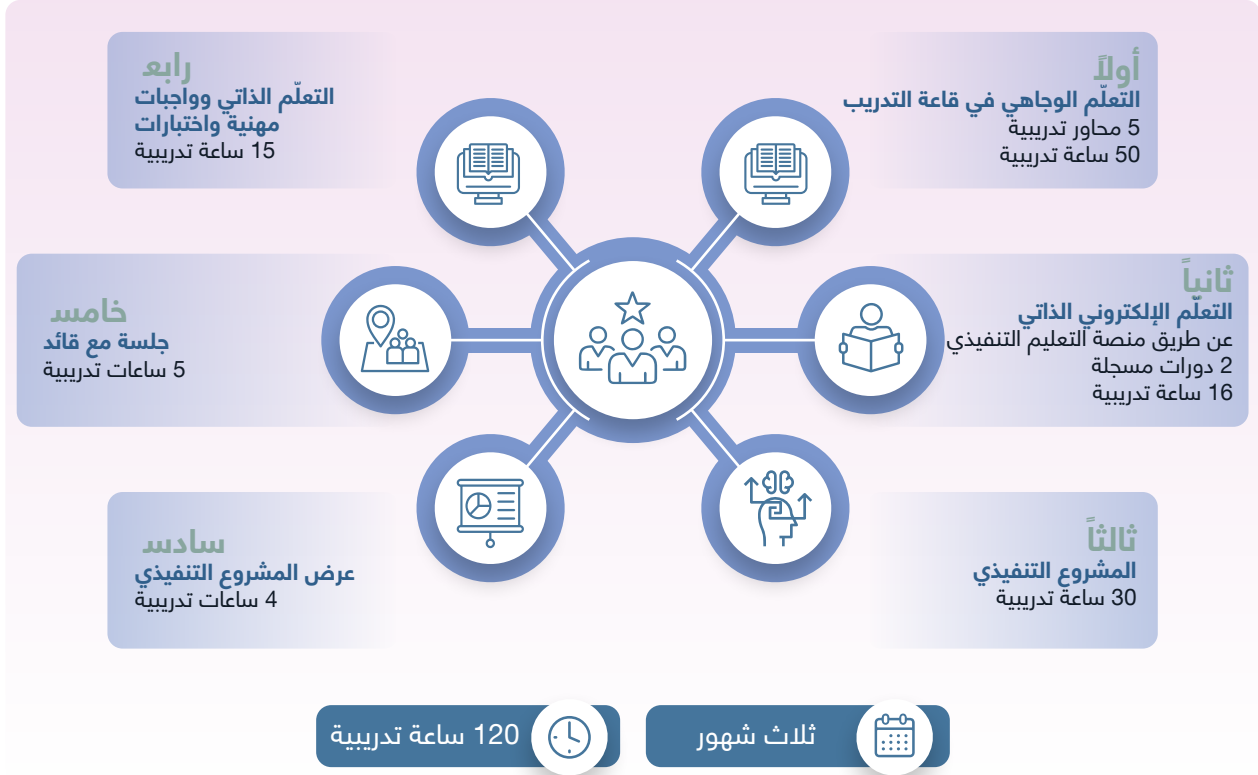 أولاً
التعلّم الوجاهي في قاعة التدريب
5 محاور تدريبية
50 ساعة تدريبية
ثانياً
التعلّم الإلكتروني الذاتي
عن طريق منصة التعليم التنفيذي
2 دورات مسجلة
16 ساعة تدريبية
ثالثاً
المشروع التنفيذي
30 ساعة تدريبية
رابعـ
التعلّم الذاتي وواجبات
مهنية واختبارات
15 ساعة تدريبية
خامسـ
جلسة مع قائد
5 ساعات تدريبية
سادسـ
عرض المشروع التنفيذي
4 ساعات تدريبية
ثلاث شهور
120 ساعة تدريبية